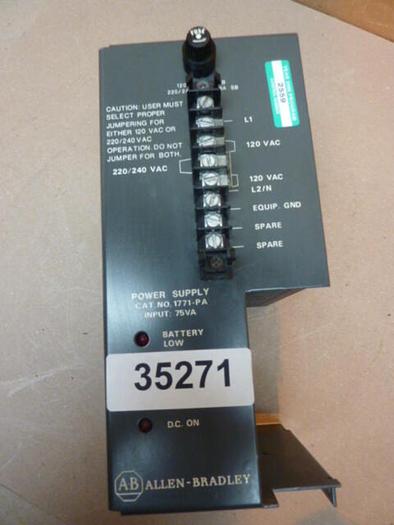 CAUTION: USER MUST
SELECT PROPER
JUMPERING FOR
EITHER 120 VAC OR
220/240 VAC
OPERATION. DO NOT
JUMPER FOR BOTH.
220/240 VAC
L1
120 VAC
120 VAC
L2/N
EQUIP. GND
SPARE
SPARE
2559
POWER SUPPLY
CAT. NO. 1771-PA
INPUT: 75VA
BATTERY
LOW
35271
D.C. ON
AB ALLEN-BRADLEY